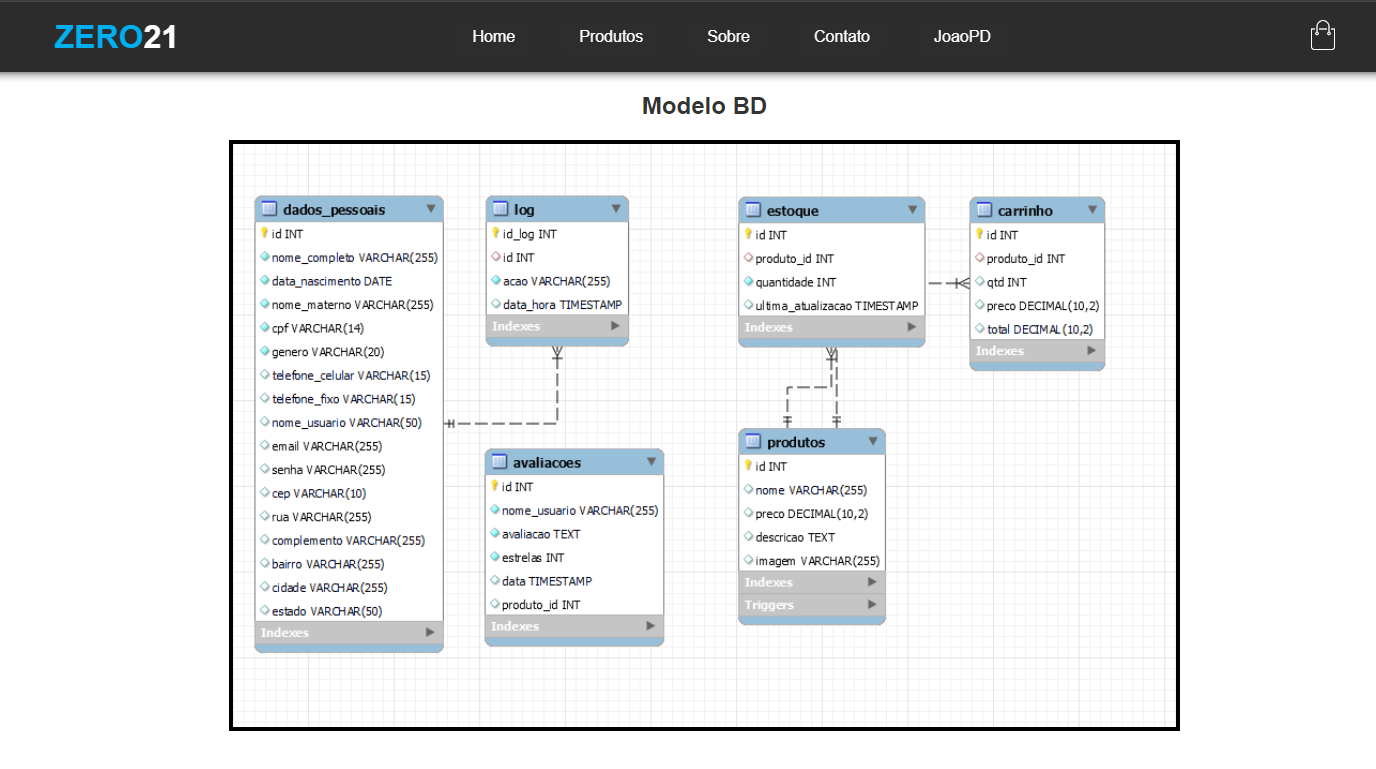 ZERO21
Home
Produtos
Sobre
Contato
JoaoPD
Modelo BD
dados_pessoais
id INT
nome_completo VARCHAR(255)
data_nascimento DATE
nome_materno VARCHAR(255)
cpf VARCHAR(14)
genero VARCHAR(20)
telefone_celular VARCHAR(15)
telefone_fixo VARCHAR(15)
nome_usuario VARCHAR(50)
email VARCHAR(255)
senha VARCHAR(255)
cep VARCHAR(10)
rua VARCHAR(255)
complemento VARCHAR(255)
bairro VARCHAR(255)
cidade VARCHAR(255)
estado VARCHAR(50)
Indexes
log
id_log INT
id INT
acao VARCHAR(255)
data_hora TIMESTAMP
Indexes
avaliacoes
id INT
nome_usuario VARCHAR(255)
avaliacao TEXT
estrelas INT
data TIMESTAMP
produto_id INT
Indexes
estoque
id INT
produto_id INT
quantidade INT
ultima_atualizacao TIMESTAMP
Indexes
produtos
id INT
nome VARCHAR(255)
preco DECIMAL(10,2)
descricao TEXT
imagem VARCHAR(255)
Indexes
Triggers
carrinho
id INT
produto_id INT
qtd INT
preco DECIMAL(10,2)
total DECIMAL(10,2)
Indexes